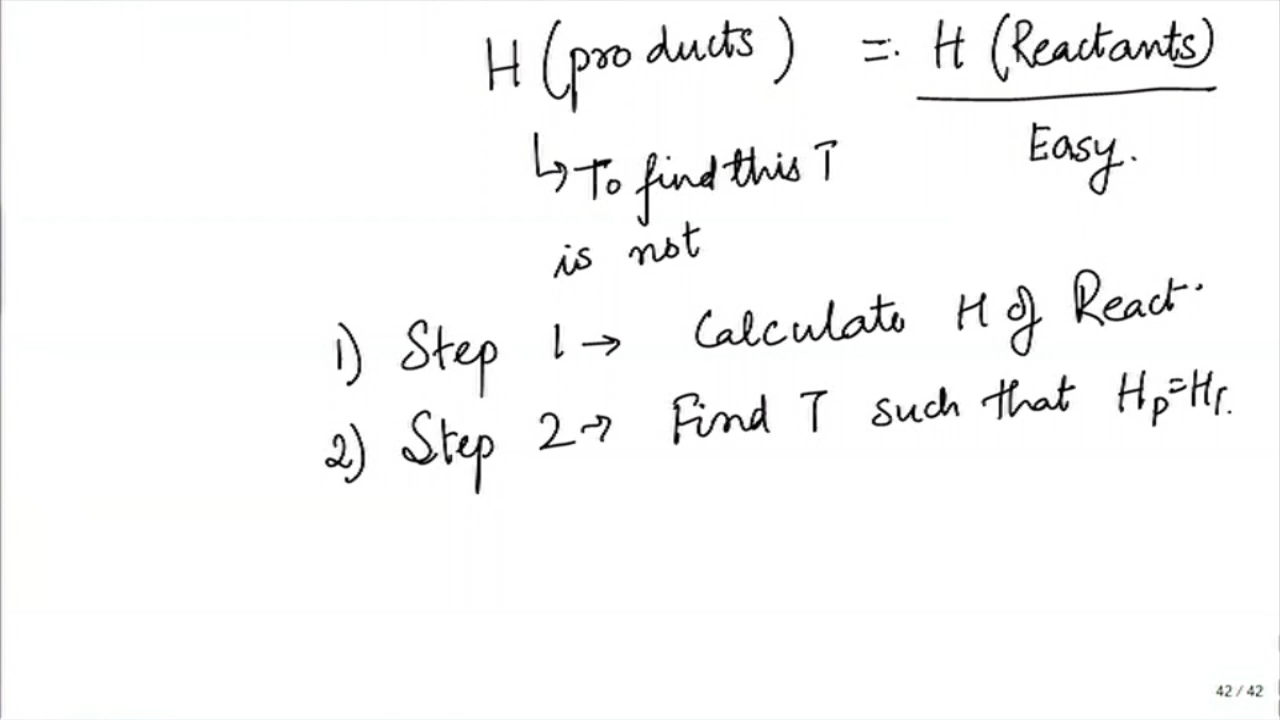 H (products) = H (Reactants)
↳ To find this T Easy.
is not
1) Step 1 → Calculate H of React.
2) Step 2 → Find T such that Hp=Hr.
42 / 42